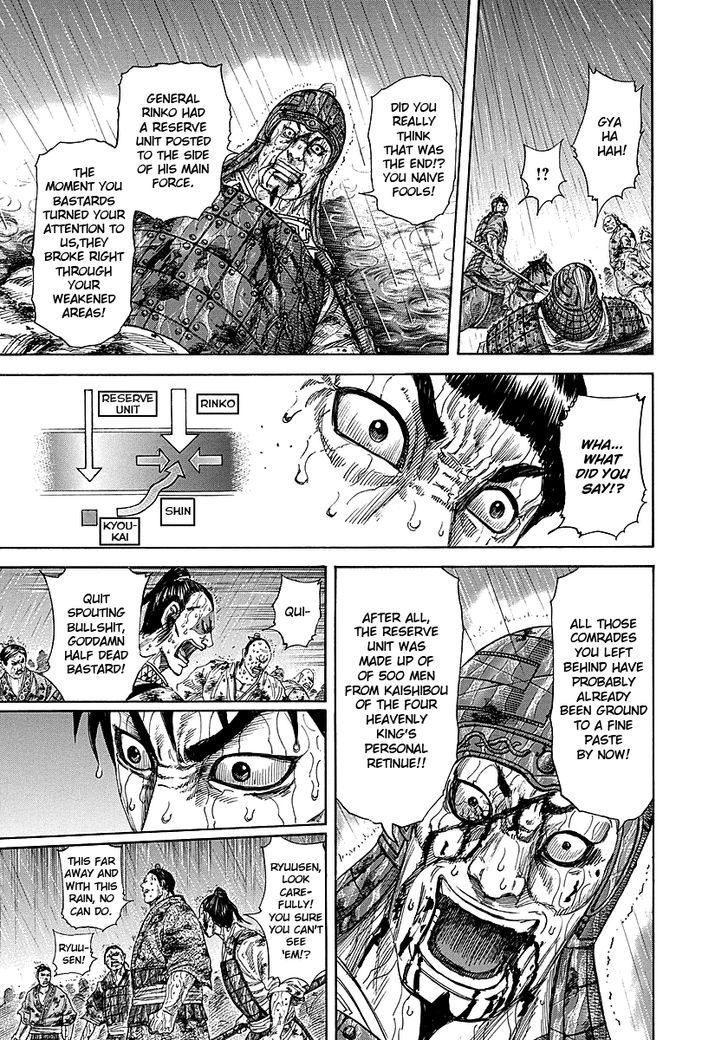 GYA
HA
HAH!
!?
DID YOU
REALLY
THINK
THAT WAS
THE END!?
YOU NAIVE
FOOLS!
GENERAL
RINKO HAD
A RESERVE
UNIT POSTED
TO THE SIDE
OF HIS MAIN
FORCE.
THE
MOMENT YOU
BASTARDS
TURNED YOUR
ATTENTION TO
US,THEY
BROKE RIGHT
THROUGH
YOUR
WEAKENED
AREAS!
WHA...
WHAT
DID YOU
SAY!?
RINKO
RESERVE
UNIT
SHIN
KYOU-
KAI
ALL THOSE
COMRADES
YOU LEFT
BEHIND HAVE
PROBABLY
ALREADY
BEEN GROUND
TO A FINE
PASTE
BY NOW!
AFTER ALL,
THE RESERVE
UNIT WAS
MADE UP OF
OF 500 MEN
FROM KAISHIBOU
OF THE FOUR
HEAVENLY
KING'S
PERSONAL
RETINUE!!
QUI-
QUIT
SPOUTING
BULLSHIT,
GODDAMN
HALF DEAD
BASTARD!
RYUUSEN,
LOOK
CARE-
FULLY!
YOU SURE
YOU CAN'T
SEE
'EM!?
THIS FAR
AWAY AND
WITH THIS
RAIN, NO
CAN DO.
RYUU-
SEN!